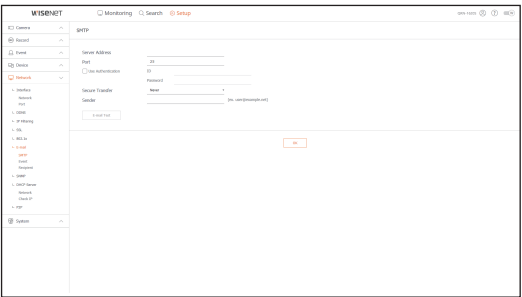 WISENET
Monitoring Search Setup
Camera
Record
Event
Device
Network
Interface
Network
Port
DDNS
IP Filtering
SSL
802.1x
E-mail
SMTP
Event
Recipient
SNMP
DHCP Server
Network
Check IP
FTP
System
SMTP
Server Address
Port 25
Use Authentication ID
Password
Secure Transfer Never
Sender (ex. user@example.net)
E-mail Test
OK